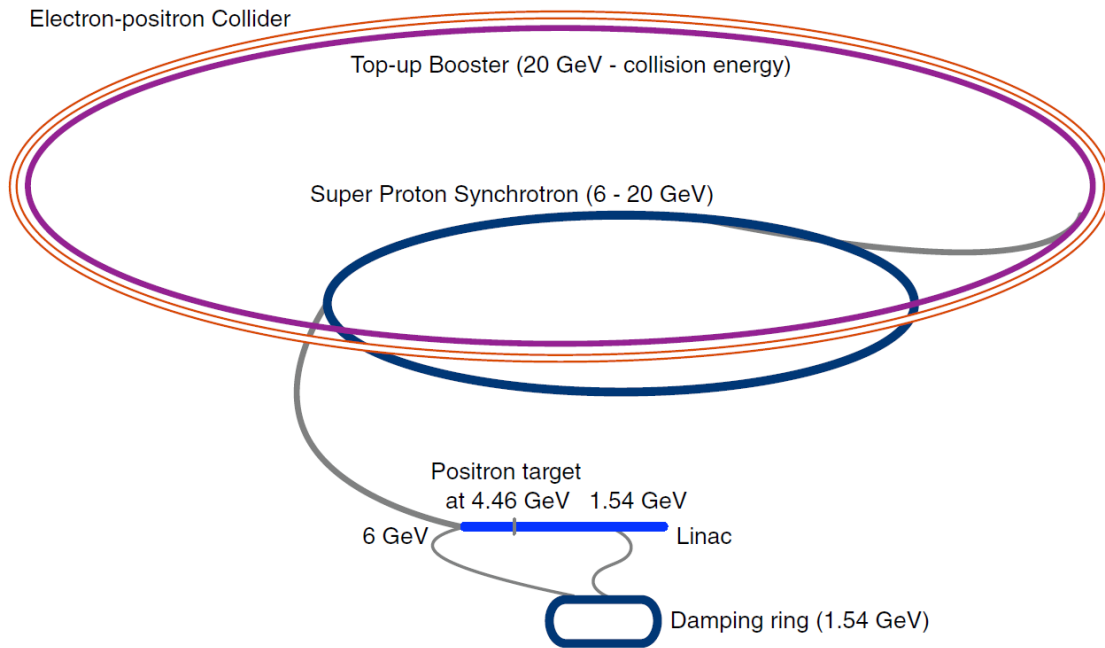 Electron-positron Collider
Top-up Booster (20 GeV - collision energy)
Super Proton Synchrotron (6 - 20 GeV)
Positron target
at 4.46 GeV
1.54 GeV
6 GeV
Linac
Damping ring (1.54 GeV)